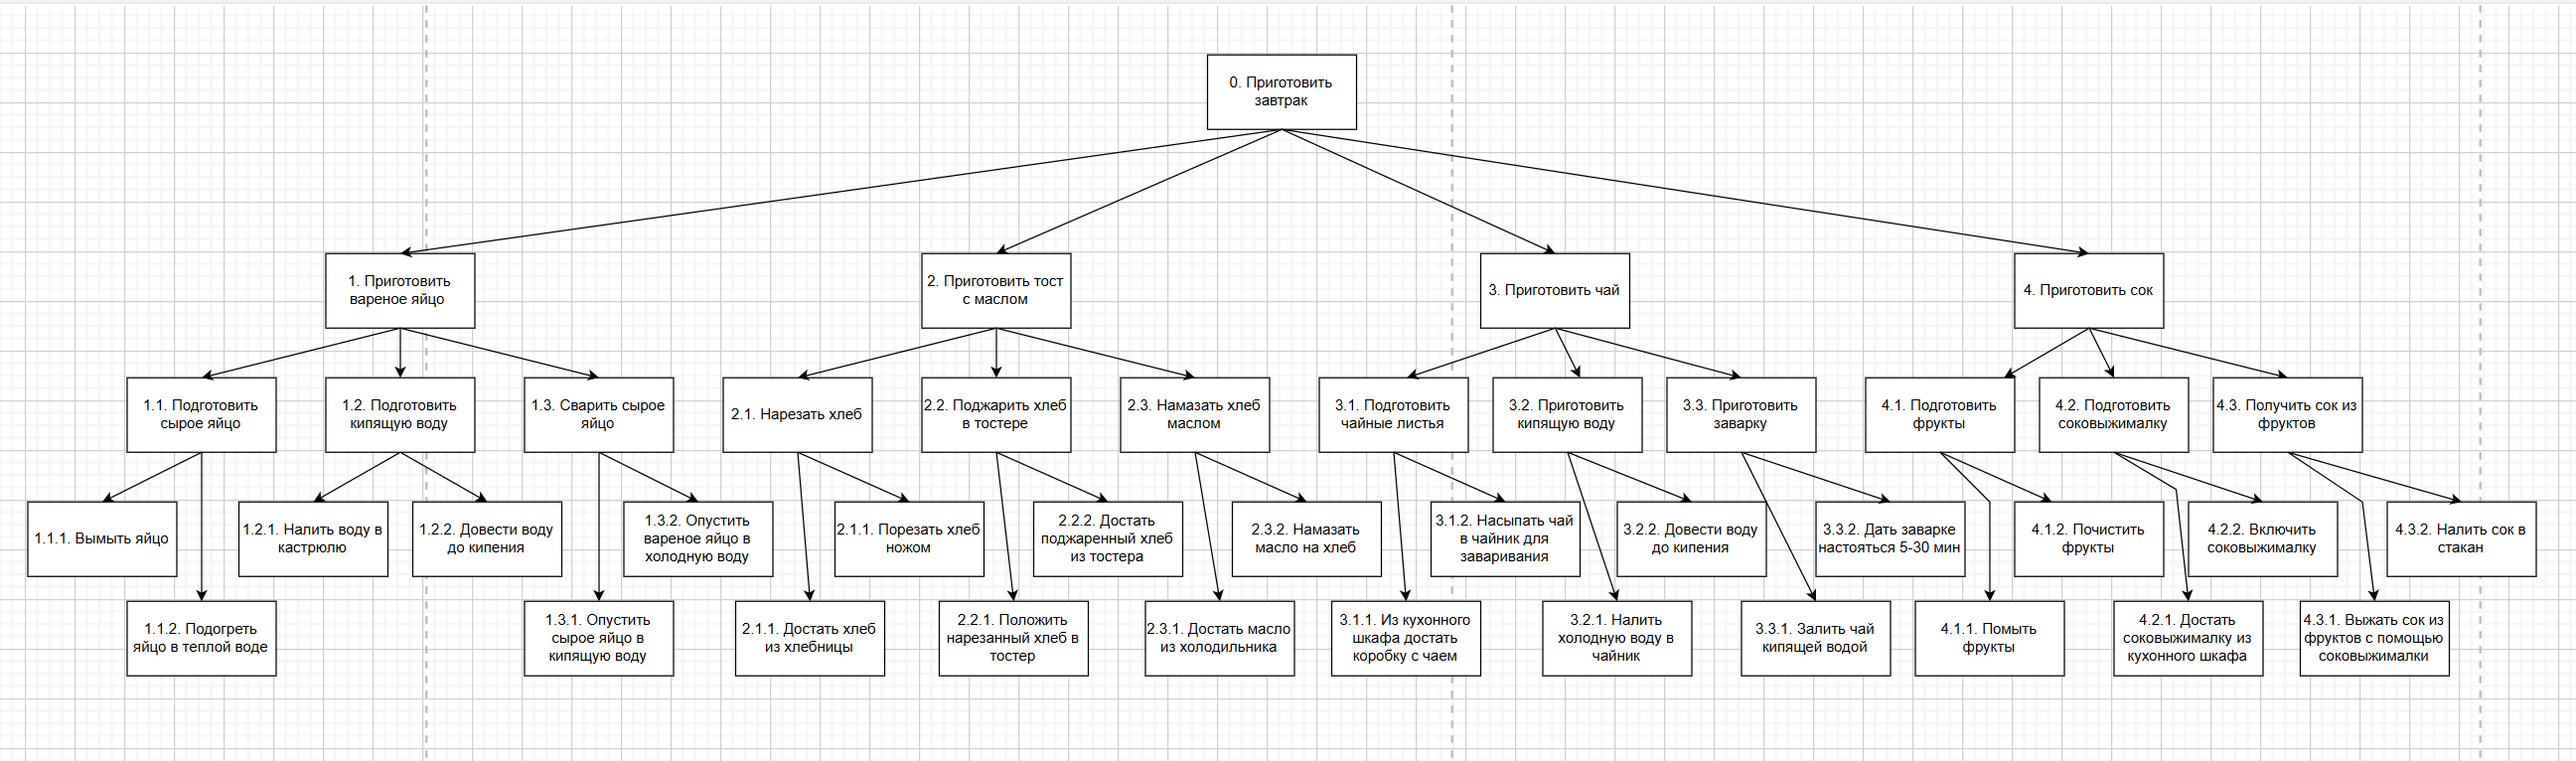 0. Приготовить
завтрак
1. Приготовить
вареное яйцо
2. Приготовить тост
с маслом
3. Приготовить чай
4. Приготовить сок
1.1. Подготовить
сырое яйцо
1.2. Подготовить
кипящую воду
1.3. Сварить сырое
яйцо
2.1. Нарезать хлеб
2.2. Поджарить хлеб
в тостере
2.3. Намазать хлеб
маслом
3.1. Подготовить
чайные листья
3.2. Приготовить
кипящую воду
3.3. Приготовить
заварку
4.1. Подготовить
фрукты
4.2. Подготовить
соковыжималку
4.3. Получить сок из
фруктов
1.1.1. Вымыть яйцо
1.2.1. Налить воду в
кастрюлю
1.2.2. Довести воду
до кипения
1.3.2. Опустить
вареное яйцо в
холодную воду
2.1.1. Порезать хлеб
ножом
2.2.2. Достать
поджаренный хлеб
из тостера
2.3.2. Намазать
масло на хлеб
3.1.2. Насыпать чай
в чайник для
заваривания
3.2.2. Довести воду
до кипения
3.3.2. Дать заварке
настояться 5-30 мин
4.1.2. Почистить
фрукты
4.2.2. Включить
соковыжималку
4.3.2. Налить сок в
стакан
1.1.2. Подогреть
яйцо в теплой воде
1.3.1. Опустить
сырое яйцо в
кипящую воду
2.1.1. Достать хлеб
из хлебницы
2.2.1. Положить
нарезанный хлеб в
тостер
2.3.1. Достать масло
из холодильника
3.1.1. Из кухонного
шкафа достать
коробку с чаем
3.2.1. Налить
холодную воду в
чайник
3.3.1. Залить чай
кипящей водой
4.1.1. Помыть
фрукты
4.2.1. Достать
соковыжималку из
кухонного шкафа
4.3.1. Выжать сок из
фруктов с помощью
соковыжималки